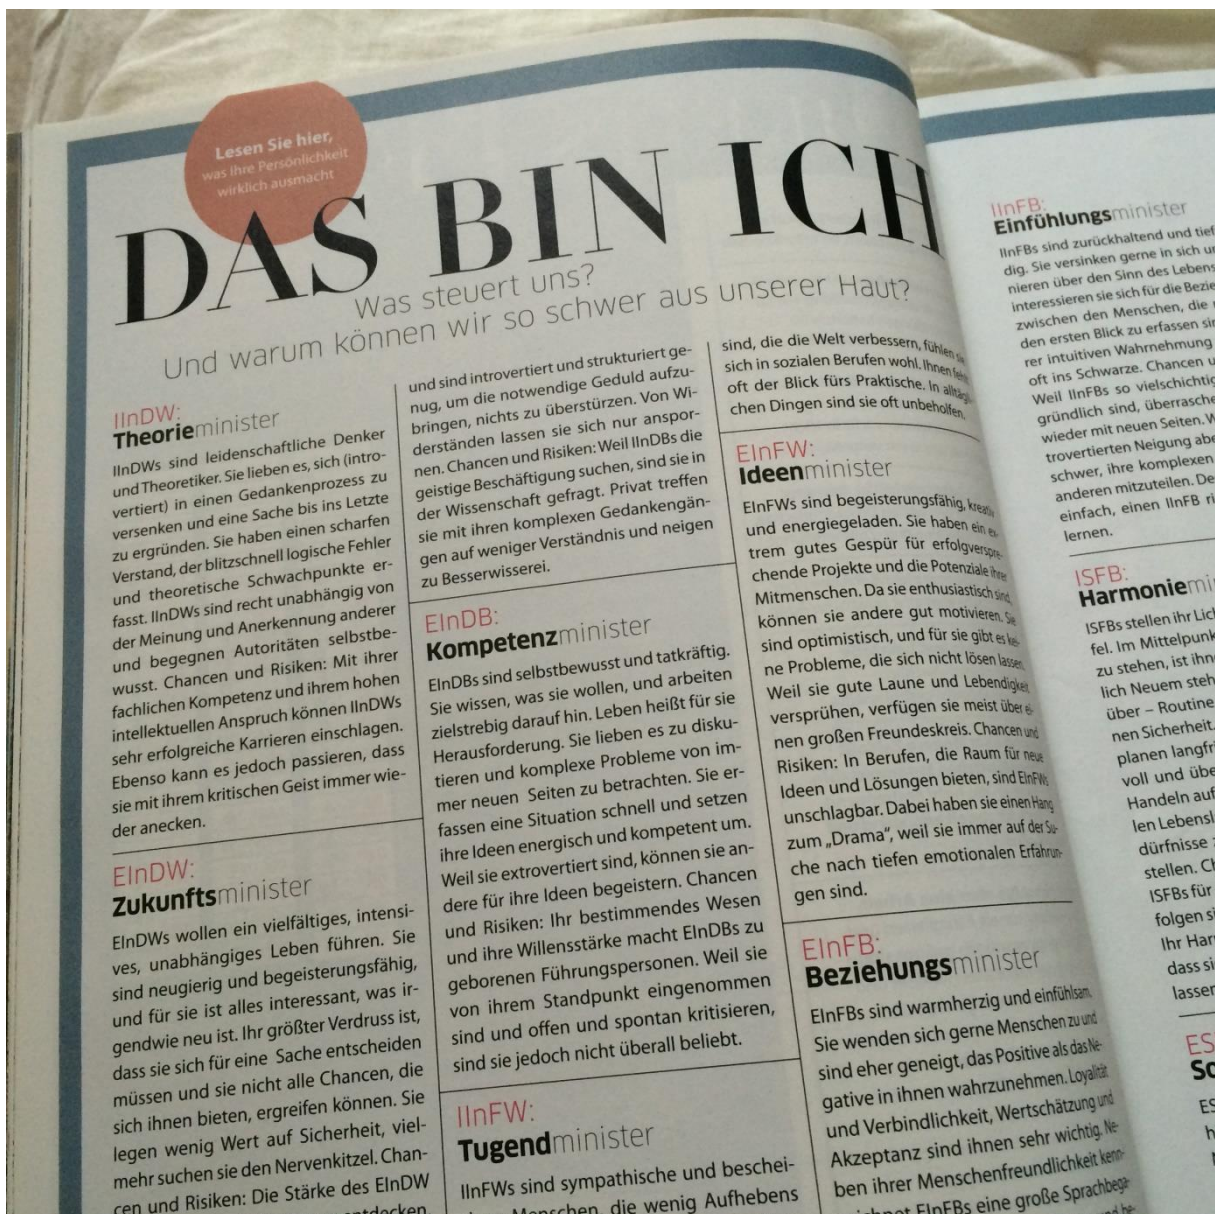 Lesen Sie hier,
was Ihre Persönlichkeit
wirklich ausmacht
DAS BIN ICH
Was steuert uns?
Und warum können wir so schwer aus unserer Haut?
IInDW:
Theorieminister
IInDWs sind leidenschaftliche Denker
und Theoretiker. Sie lieben es, sich (intro-
vertiert) in einen Gedankenprozess zu
versenken und eine Sache bis ins Letzte
zu ergründen. Sie haben einen scharfen
Verstand, der blitzschnell logische Fehler
und theoretische Schwachpunkte er-
fasst. IInDWs sind recht unabhängig von
der Meinung und Anerkennung anderer
und begegnen Autoritäten selbstbe-
wusst. Chancen und Risiken: Mit ihrer
fachlichen Kompetenz und ihrem hohen
intellektuellen Anspruch können IInDWs
sehr erfolgreiche Karrieren einschlagen.
Ebenso kann es jedoch passieren, dass
sie mit ihrem kritischen Geist immer wie-
der anecken.
EInDW:
Zukunftsminister
EInDWs wollen ein vielfältiges, intensi-
ves, unabhängiges Leben führen. Sie
sind neugierig und begeisterungsfähig,
und für sie ist alles interessant, was ir-
gendwie neu ist. Ihr größter Verdruss ist,
dass sie sich für eine Sache entscheiden
müssen und sie nicht alle Chancen, die
sich ihnen bieten, ergreifen können. Sie
legen wenig Wert auf Sicherheit, viel-
mehr suchen sie den Nervenkitzel. Chan-
cen und Risiken: Die Stärke des EInDW
und sind introvertiert und strukturiert ge-
nug, um die notwendige Geduld aufzu-
bringen, nichts zu überstürzen. Von Wi-
derständen lassen sie sich nur anspor-
nen. Chancen und Risiken: Weil IInDBs die
geistige Beschäftigung suchen, sind sie in
der Wissenschaft gefragt. Privat treffen
sie mit ihren komplexen Gedankengän-
gen auf weniger Verständnis und neigen
zu Besserwisserei.
EInDB:
Kompetenzminister
EInDBs sind selbstbewusst und tatkräftig.
Sie wissen, was sie wollen, und arbeiten
zielstrebig darauf hin. Leben heißt für sie
Herausforderung. Sie lieben es zu disku-
tieren und komplexe Probleme von im-
mer neuen Seiten zu betrachten. Sie er-
fassen eine Situation schnell und setzen
ihre Ideen energisch und kompetent um.
Weil sie extrovertiert sind, können sie an-
dere für ihre Ideen begeistern. Chancen
und Risiken: Ihr bestimmendes Wesen
und ihre Willensstärke macht EInDBs zu
geborenen Führungspersonen. Weil sie
von ihrem Standpunkt eingenommen
sind und offen und spontan kritisieren,
sind sie jedoch nicht überall beliebt.
IInFW:
Tugendminister
IInFWs sind sympathische und beschei-
Menschen, die wenig Aufhebens
sind, die die Welt verbessern, fühlen sie
sich in sozialen Berufen wohl. Ihnen fehlt
oft der Blick fürs Praktische. In alltägli-
chen Dingen sind sie oft unbeholfen.
EInFW:
Ideenminister
EInFWs sind begeisterungsfähig, kreativ
und energiegeladen. Sie haben ein ex-
trem gutes Gespür für erfolgverspre-
chende Projekte und die Potenziale ihrer
Mitmenschen. Da sie enthusiastisch sind,
können sie andere gut motivieren. Sie
sind optimistisch, und für sie gibt es kei-
ne Probleme, die sich nicht lösen lassen.
Weil sie gute Laune und Lebendigkeit
versprühen, verfügen sie meist über ei-
nen großen Freundeskreis. Chancen und
Risiken: In Berufen, die Raum für neue
Ideen und Lösungen bieten, sind EInFWs
unschlagbar. Dabei haben sie einen Hang
zum „Drama“, weil sie immer auf der Su-
che nach tiefen emotionalen Erfahrun-
gen sind.
EInFB:
Beziehungsminister
EInFBs sind warmherzig und einfühlsam.
Sie wenden sich gerne Menschen zu und
sind eher geneigt, das Positive als das Ne-
gative in ihnen wahrzunehmen. Loyalität
und Verbindlichkeit, Wertschätzung und
Akzeptanz sind ihnen sehr wichtig. Ne-
ben ihrer Menschenfreundlichkeit kenn-
EInFBs eine große Sprachbega-
IInFB:
Einfühlungsminister
IInFBs sind zurückhaltend und tief
dig. Sie versinken gerne in sich
nieren über den Sinn des Lebens
interessieren sie sich für die Bezie
zwischen den Menschen, die
den ersten Blick zu erfassen
rer intuitiven Wahrnehmung
oft ins Schwarze. Chancen
Weil IInFBs so vielschichtig
gründlich sind, überrasche
wieder mit neuen Seiten.
trovertierten Neigung
schwer, ihre komplexen
anderen mitzuteilen.
einfach, einen IInFB
lernen.
ISFB:
Harmonie
ISFBs stellen ihr
fel. Im Mittelpunk
zu stehen, ist
lich Neuem
über – Routine
nen Sicherheit.
planen
voll und
Handeln
len
dürfnisse
stellen.
ISFBs für
folgen
Ihr
dass
lassen
ES